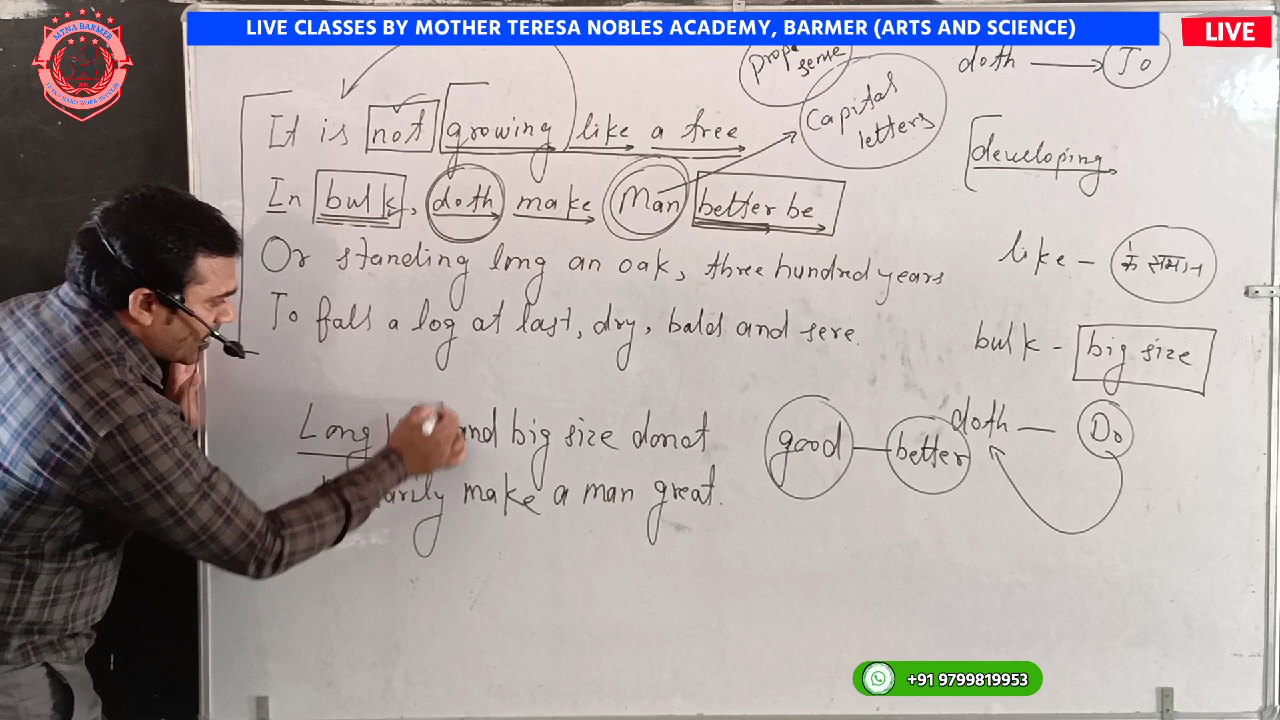 LIVE CLASSES BY MOTHER TERESA NOBLES ACADEMY, BARMER (ARTS AND SCIENCE)
LIVE
MTNA BARMER
sense
doth To
Capital
letters
It is not growing like a tree
developing
In bulk, doth make Man better be
Or standing long an oak, three hundred years
like - के समान
To fall a log at last, dry, bald and sere.
bulk - big size
Long and big size donot
good better
doth Do
make a man great.
+91 9799819953